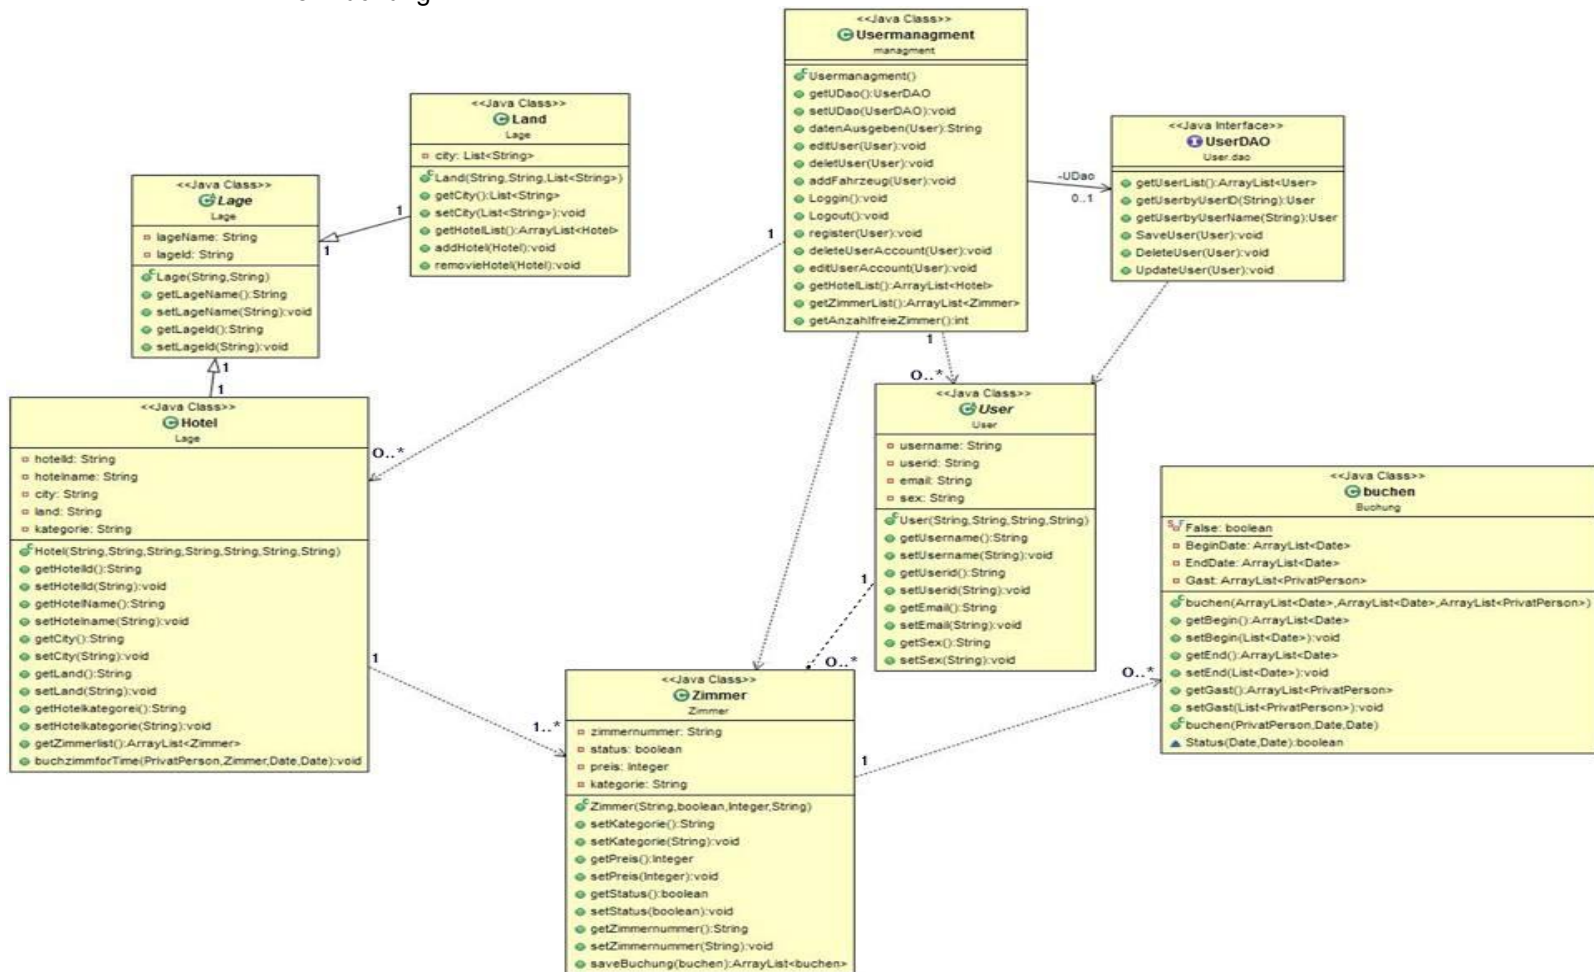 <<Java Class>>
Usermanagment
managment
Usermanagment()
getUDao():UserDAO
setUDao(UserDAO):void
datenAusgeben(User):String
editUser(User):void
deletUser(User):void
addFahrzeug(User):void
Loggin():void
Logout():void
register(User):void
deleteUserAccount(User):void
editUserAccount(User):void
getHotelList():ArrayList<Hotel>
getZimmerList():ArrayList<Zimmer>
getAnzahlfreieZimmer():int
<<Java Class>>
Land
Lage
city: List<String>
Land(String,String,List<String>)
getCity():List<String>
setCity(List<String>):void
getHotelList():ArrayList<Hotel>
addHotel(Hotel):void
removieHotel(Hotel):void
<<Java Interface>>
UserDAO
User.dao
getUserList():ArrayList<User>
getUserbyUserID(String):User
getUserbyUserName(String):User
SaveUser(User):void
DeleteUser(User):void
UpdateUser(User):void
-UDao
0..1
<<Java Class>>
Lage
Lage
lageName: String
lageId: String
Lage(String,String)
getLageName():String
setLageName(String):void
getLageId():String
setLageId(String):void
1
1
1
1
1
1
O..*
O..*
<<Java Class>>
Hotel
Lage
hotelId: String
hotelname: String
city: String
land: String
kategorie: String
Hotel(String,String,String,String,String,String,String)
getHotelId():String
setHotelId(String):void
getHotelName():String
setHotelname(String):void
getCity():String
setCity(String):void
getLand():String
setLand(String):void
getHotelkategorei():String
setHotelkategorie(String):void
getZimmerlist():ArrayList<Zimmer>
buchzimmforTime(PrivatPerson,Zimmer,Date,Date):void
<<Java Class>>
User
User
username: String
userid: String
email: String
sex: String
User(String,String,String,String)
getUsername():String
setUsername(String):void
getUserid():String
setUserid(String):void
getEmail():String
setEmail(String):void
getSex():String
setSex(String):void
<<Java Class>>
buchen
Buchung
False: boolean
BeginDate: ArrayList<Date>
EndDate: ArrayList<Date>
Gast: ArrayList<PrivatPerson>
buchen(ArrayList<Date>,ArrayList<Date>,ArrayList<PrivatPerson>)
getBegin():ArrayList<Date>
setBegin(List<Date>):void
getEnd():ArrayList<Date>
setEnd(List<Date>):void
getGast():ArrayList<PrivatPerson>
setGast(List<PrivatPerson>):void
buchen(PrivatPerson,Date,Date)
Status(Date,Date):boolean
1
O..*
1
1..*
1
O..*
<<Java Class>>
Zimmer
Zimmer
zimmernummer: String
status: boolean
preis: Integer
kategorie: String
Zimmer(String,boolean,Integer,String)
setKategorie():String
setKategorie(String):void
getPreis():Integer
setPreis(Integer):void
getStatus():boolean
setStatus(boolean):void
getZimmernummer():String
setZimmernummer(String):void
saveBuchung(buchen):ArrayList<buchen>